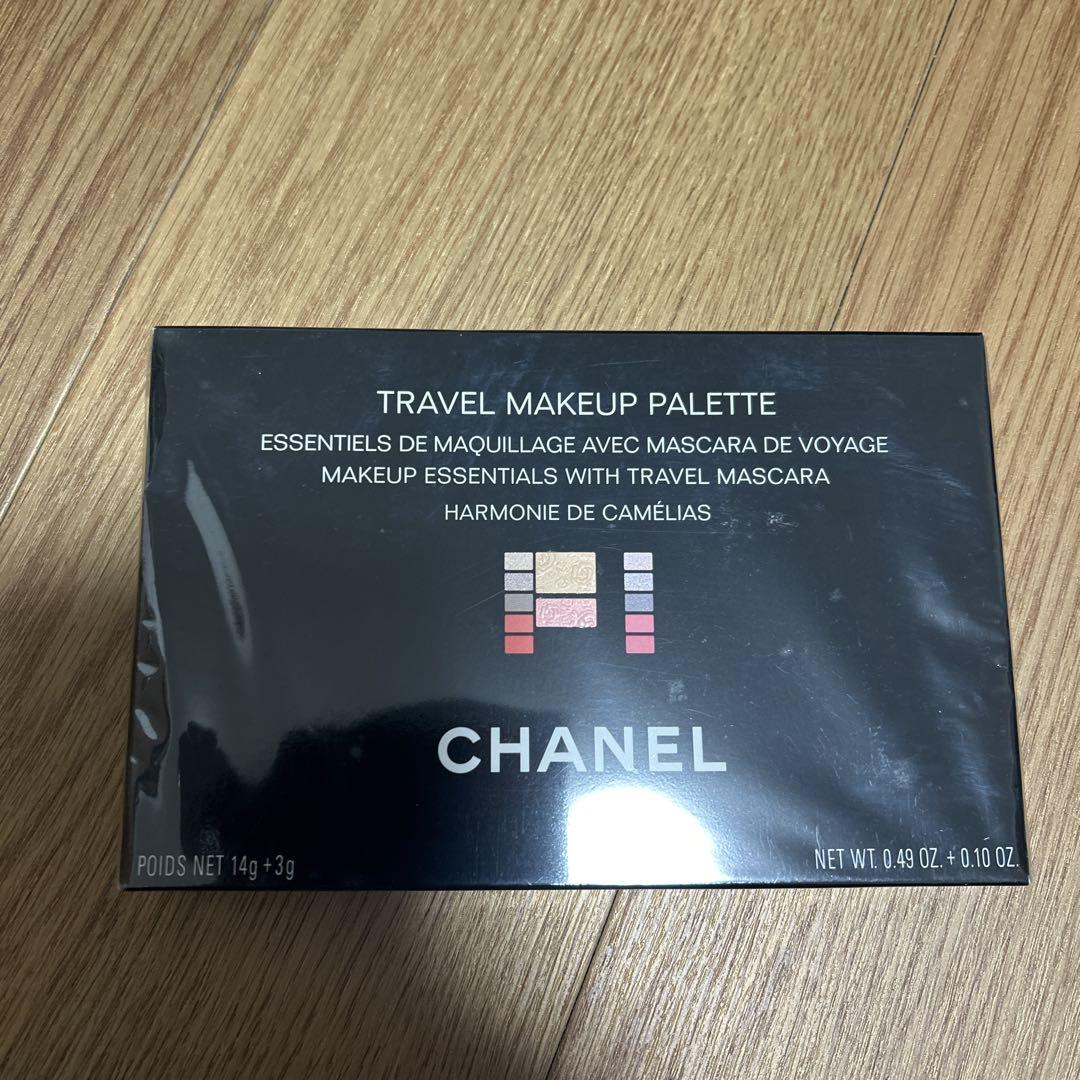 TRAVEL MAKEUP PALETTE
ESSENTIELS DE MAQUILLAGE AVEC MASCARA DE VOYAGE
MAKEUP ESSENTIALS WITH TRAVEL MASCARA
HARMONIE DE CAMÉLIAS
CHANEL
POIDS NET 14g + 3g
NET WT. 0.49 OZ. + 0.10 OZ.